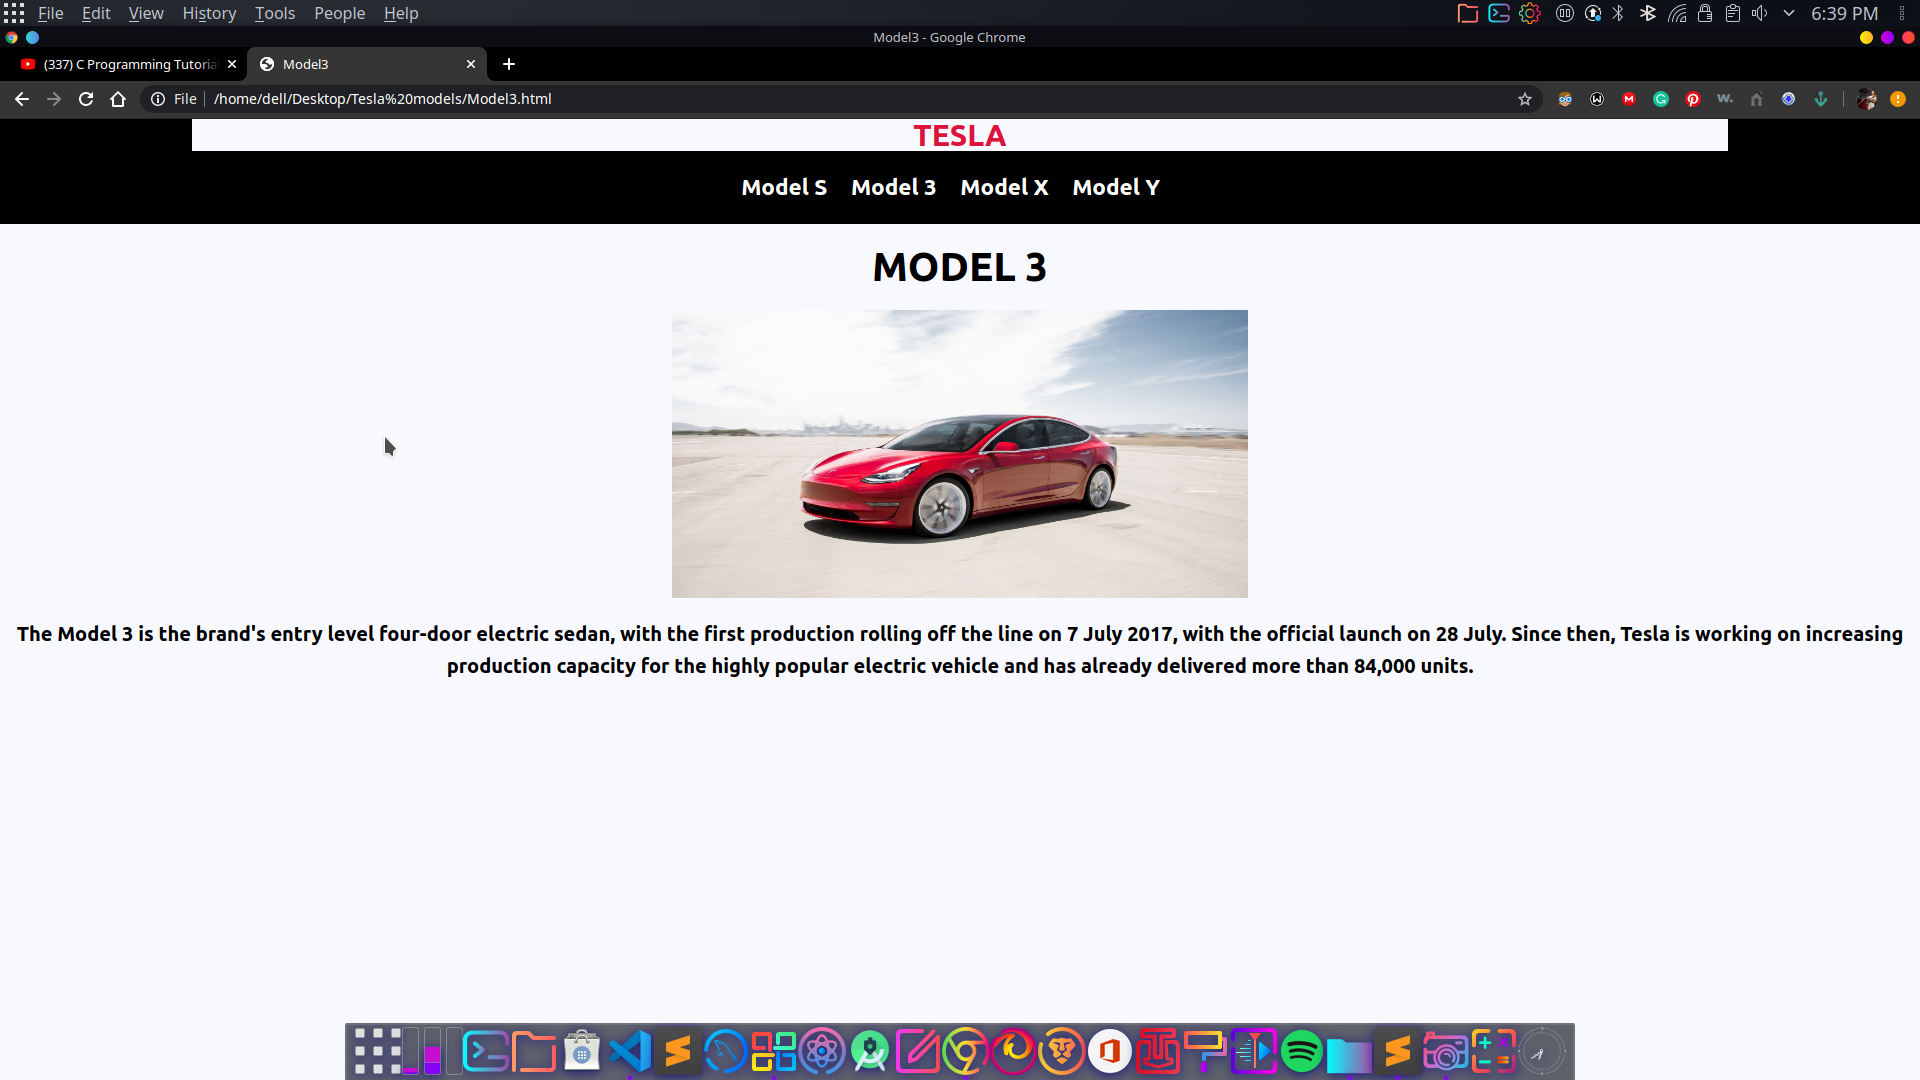 File Edit View History Tools People Help
6:39 PM
Model3 - Google Chrome
(337) C Programming Tutoria
Model3
File /home/dell/Desktop/Tesla%20models/Model3.html
TESLA
Model S Model 3 Model X Model Y
MODEL 3
The Model 3 is the brand's entry level four-door electric sedan, with the first production rolling off the line on 7 July 2017, with the official launch on 28 July. Since then, Tesla is working on increasing
production capacity for the highly popular electric vehicle and has already delivered more than 84,000 units.